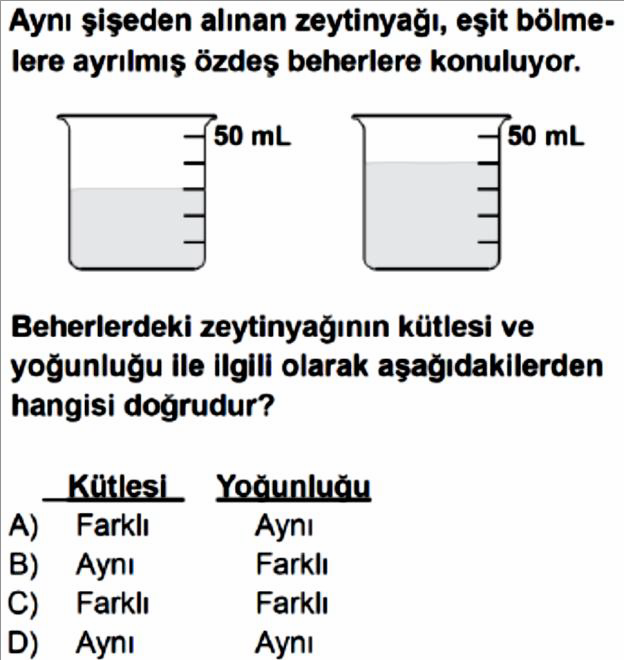 Aynı şişeden alınan zeytinyağı, eşit bölme-
lere ayrılmış özdeş beherlere konuluyor.
50 mL 50 mL
Beherlerdeki zeytinyağının kütlesi ve
yoğunluğu ile ilgili olarak aşağıdakilerden
hangisi doğrudur?
Kütlesi Yoğunluğu
A) Farklı Aynı
B) Aynı Farklı
C) Farklı Farklı
D) Aynı Aynı